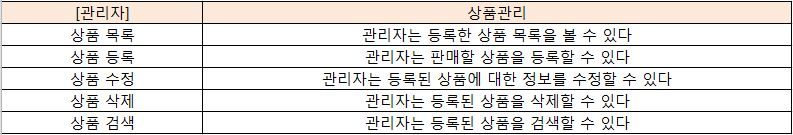 [관리자] 상품관리
상품 목록 관리자는 등록한 상품 목록을 볼 수 있다
상품 등록 관리자는 판매할 상품을 등록할 수 있다
상품 수정 관리자는 등록된 상품에 대한 정보를 수정할 수 있다
상품 삭제 관리자는 등록된 상품을 삭제할 수 있다
상품 검색 관리자는 등록된 상품을 검색할 수 있다